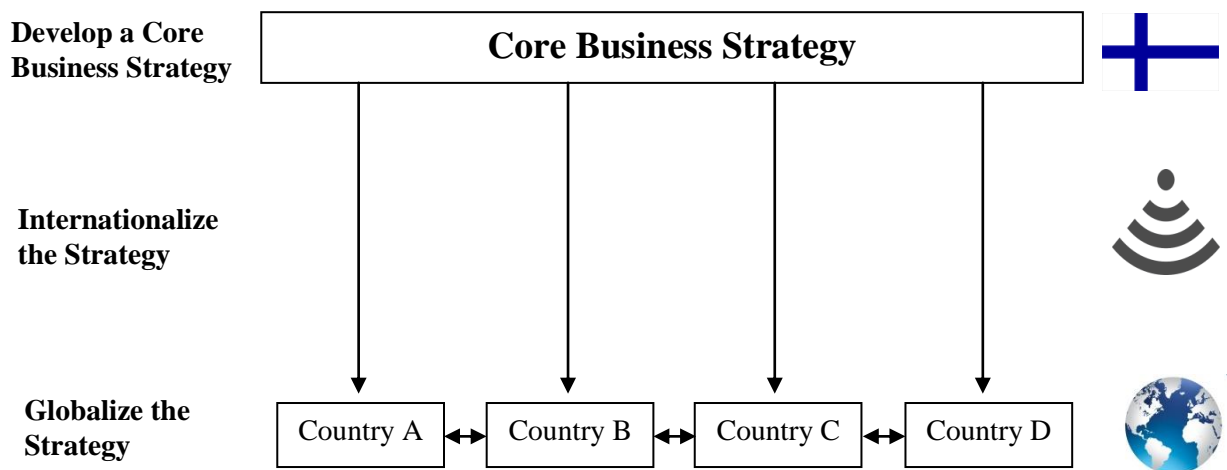 Develop a Core
Business Strategy
Core Business Strategy
Internationalize
the Strategy
Globalize the
Strategy
Country A
Country B
Country C
Country D